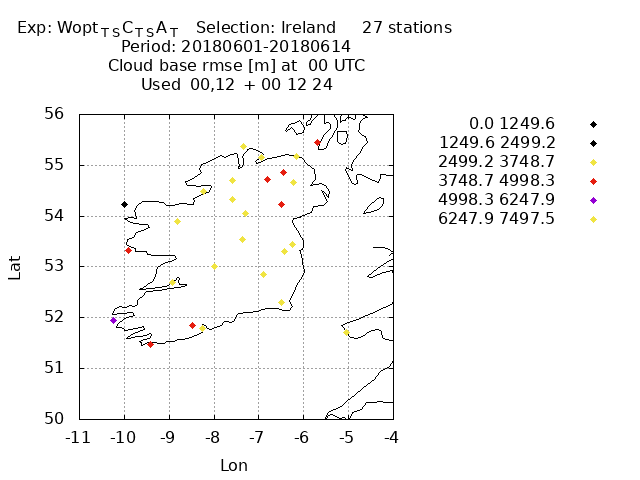 Exp: Wopt_TS C_TS A_T Selection: Ireland 27 stations
Period: 20180601-20180614
Cloud base rmse [m] at 00 UTC
Used 00,12 + 00 12 24
0.0 1249.6
1249.6 2499.2
2499.2 3748.7
3748.7 4998.3
4998.3 6247.9
6247.9 7497.5
Lat
56
55
54
53
52
51
50
-11 -10 -9 -8 -7 -6 -5 -4
Lon